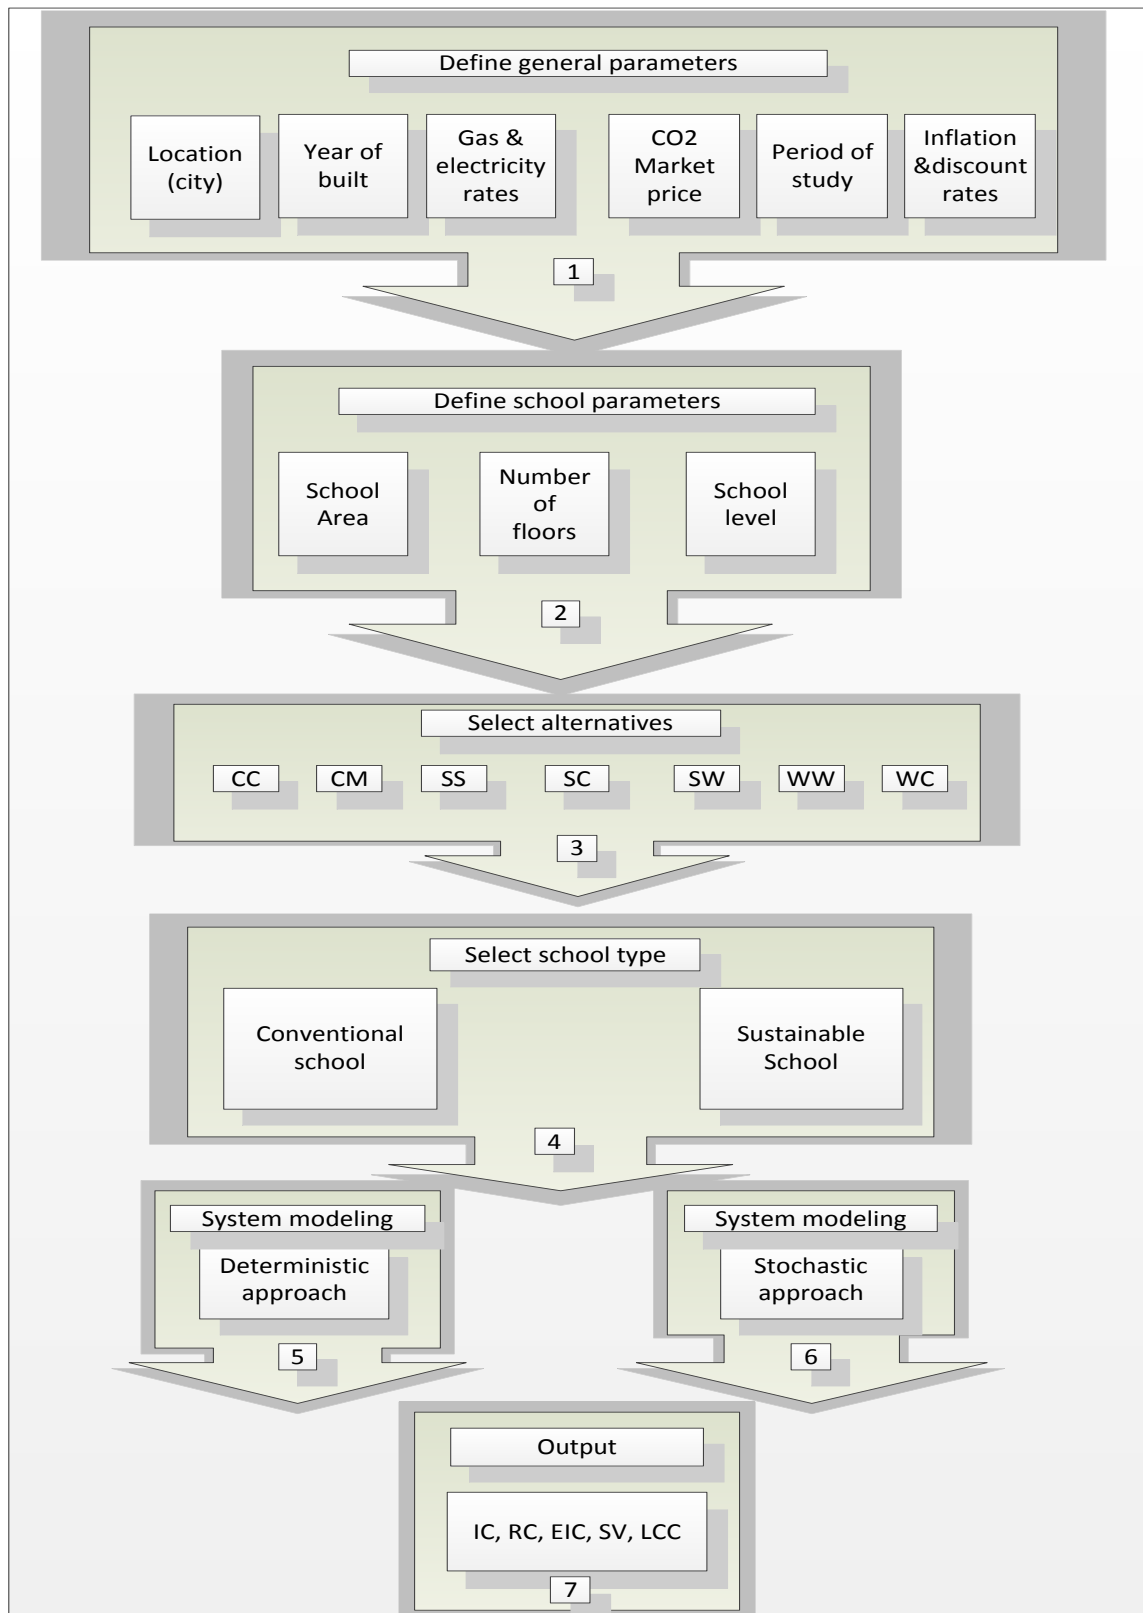 Define general parameters
Location
(city)
Year of
built
Gas &
electricity
rates
CO2
Market
price
Period of
study
Inflation
&discount
rates
1
Define school parameters
School
Area
Number
of
floors
School
level
2
Select alternatives
CC
CM
SS
SC
SW
WW
WC
3
Select school type
Conventional
school
Sustainable
School
4
System modeling
Deterministic
approach
5
System modeling
Stochastic
approach
6
Output
IC, RC, EIC, SV, LCC
7